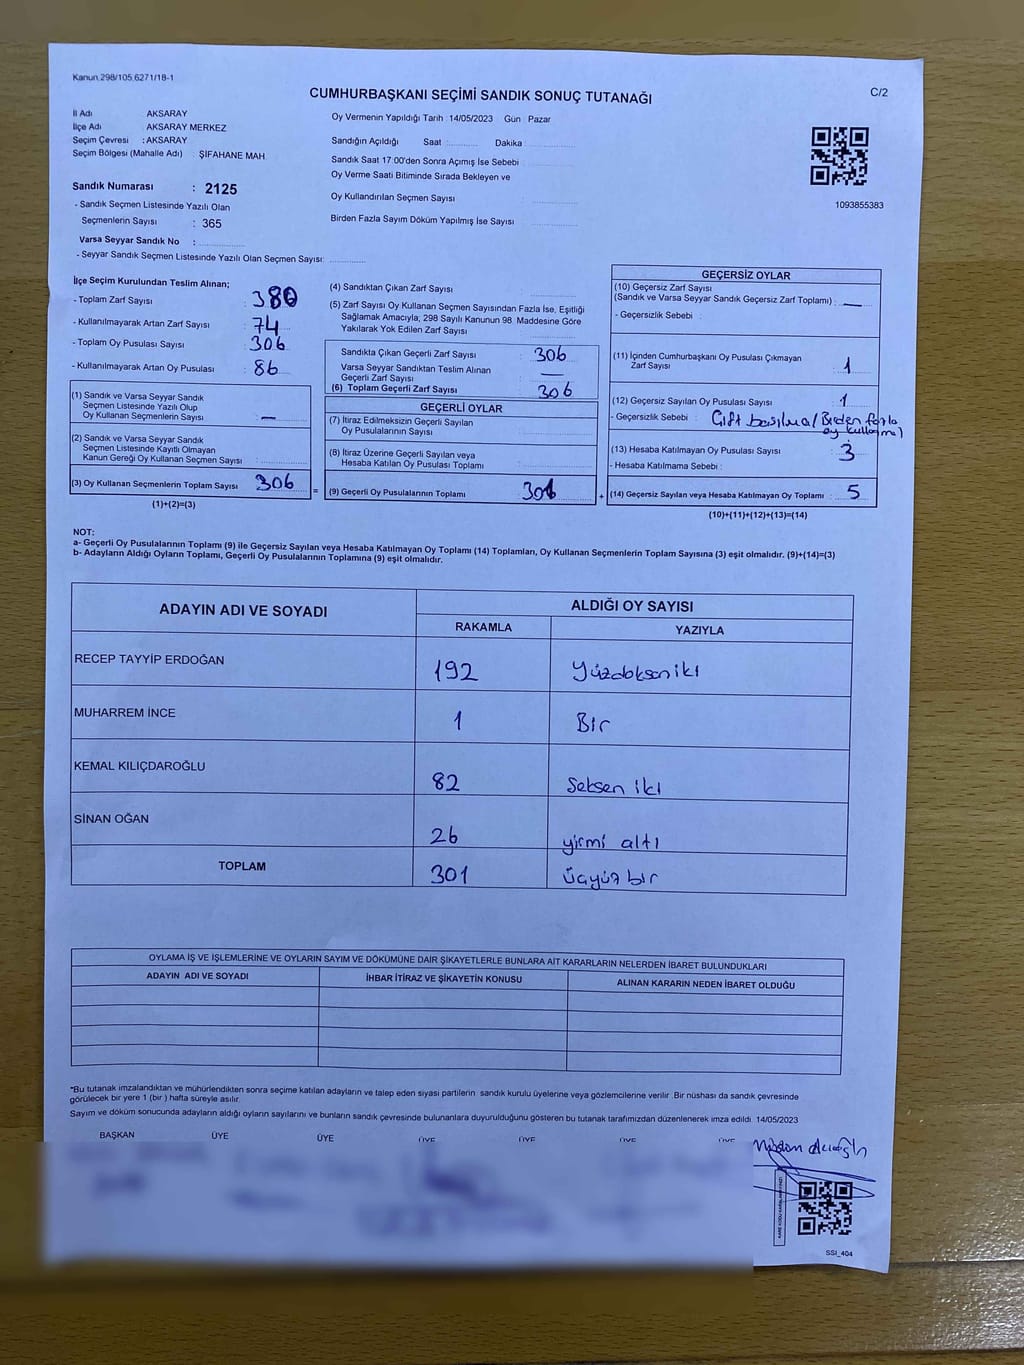 Kanun 298/105,6271/18-1
CUMHURBAŞKANI SEÇİMİ SANDIK SONUÇ TUTANAĞI
C/2
İl Adı AKSARAY
İlçe Adı AKSARAY MERKEZ
Seçim Çevresi : AKSARAY
Seçim Bölgesi (Mahalle Adı) : ŞİFAHANE MAH.
Sandık Numarası : 2125
- Sandık Seçmen Listesinde Yazılı Olan
Seçmenlerin Sayısı : 365
Varsa Seyyar Sandık No :
- Seyyar Sandık Seçmen Listesinde Yazılı Olan Seçmen Sayısı:
Oy Vermenin Yapıldığı Tarih : 14/05/2023 Gün : Pazar
Sandığın Açıldığı Saat : Dakika :
Sandık Saat 17:00'den Sonra Açımış İse Sebebi :
Oy Verme Saati Bitiminde Sırada Bekleyen ve
Oy Kullandırılan Seçmen Sayısı
Birden Fazla Sayım Döküm Yapılmış İse Sayısı
1093855383
İlçe Seçim Kurulundan Teslim Alınan;
- Toplam Zarf Sayısı : 380
- Kullanılmayarak Artan Zarf Sayısı : 74
- Toplam Oy Pusulası Sayısı : 306
- Kullanılmayarak Artan Oy Pusulası : 86
(1) Sandık ve Varsa Seyyar Sandık
Seçmen Listesinde Yazılı Olup
Oy Kullanan Seçmenlerin Sayısı : —
(2) Sandık ve Varsa Seyyar Sandık
Seçmen Listesinde Kayıtlı Olmayan
Kanun Gereği Oy Kullanan Seçmen Sayısı :
(3) Oy Kullanan Seçmenlerin Toplam Sayısı : 306
(1)+(2)=(3)
(4) Sandıktan Çıkan Zarf Sayısı
(5) Zarf Sayısı Oy Kullanan Seçmen Sayısından Fazla İse, Eşitliği
Sağlamak Amacıyla; 298 Sayılı Kanunun 98. Maddesine Göre
Yakılarak Yok Edilen Zarf Sayısı
Sandıkta Çıkan Geçerli Zarf Sayısı : 306
Varsa Seyyar Sandıktan Teslim Alınan
Geçerli Zarf Sayısı : —
(6) Toplam Geçerli Zarf Sayısı : 306
=
GEÇERLİ OYLAR
(7) İtiraz Edilmeksizin Geçerli Sayılan
Oy Pusulalarının Sayısı
(8) İtiraz Üzerine Geçerli Sayılan veya
Hesaba Katılan Oy Pusulası Toplamı
(9) Geçerli Oy Pusulalarının Toplamı : 301
+
GEÇERSİZ OYLAR
(10) Geçersiz Zarf Sayısı
(Sandık ve Varsa Seyyar Sandık Geçersiz Zarf Toplamı) : —
- Geçersizlik Sebebi :
(11) İçinden Cumhurbaşkanı Oy Pusulası Çıkmayan
Zarf Sayısı : 1
(12) Geçersiz Sayılan Oy Pusulası Sayısı : 1
- Geçersizlik Sebebi : Çift basılma/Birden fazla
oy kullanma)
(13) Hesaba Katılmayan Oy Pusulası Sayısı : 3
- Hesaba Katılmama Sebebi :
(14) Geçersiz Sayılan veya Hesaba Katılmayan Oy Toplamı : 5
(10)+(11)+(12)+(13)=(14)
NOT:
a- Geçerli Oy Pusulalarının Toplamı (9) ile Geçersiz Sayılan veya Hesaba Katılmayan Oy Toplamı (14) Toplamları, Oy Kullanan Seçmenlerin Toplam Sayısına (3) eşit olmalıdır. (9)+(14)=(3)
b- Adayların Aldığı Oyların Toplamı, Geçerli Oy Pusulalarının Toplamına (9) eşit olmalıdır.
ADAYIN ADI VE SOYADI
ALDIĞI OY SAYISI
RAKAMLA YAZIYLA
RECEP TAYYİP ERDOĞAN 192 Yüzdoksaniki
MUHARREM İNCE 1 Bir
KEMAL KILIÇDAROĞLU 82 Seksen iki
SİNAN OĞAN 26 yirmi altı
TOPLAM 301 üçyüz bir
OYLAMA İŞ VE İŞLEMLERİNE VE OYLARIN SAYIM VE DÖKÜMÜNE DAİR ŞİKAYETLERLE BUNLARA AİT KARARLARIN NELERDEN İBARET BULUNDUKLARI
ADAYIN ADI VE SOYADI İHBAR İTİRAZ VE ŞİKAYETİN KONUSU ALINAN KARARIN NEDEN İBARET OLDUĞU
*Bu tutanak imzalandıktan ve mühürlendikten sonra seçime katılan adayların ve talep eden siyasi partilerin sandık kurulu üyelerine veya gözlemcilerine verilir. Bir nüshası da sandık çevresinde
görülecek bir yere 1 (bir ) hafta süreyle asılır.
Sayım ve döküm sonucunda adayların aldığı oyların sayılarını ve bunların sandık çevresinde bulunanlara duyurulduğunu gösteren bu tutanak tarafımızdan düzenlenerek imza edildi. 14/05/2023
BAŞKAN ÜYE ÜYE ÜYE ÜYE ÜYE ÜYE
SSI_404